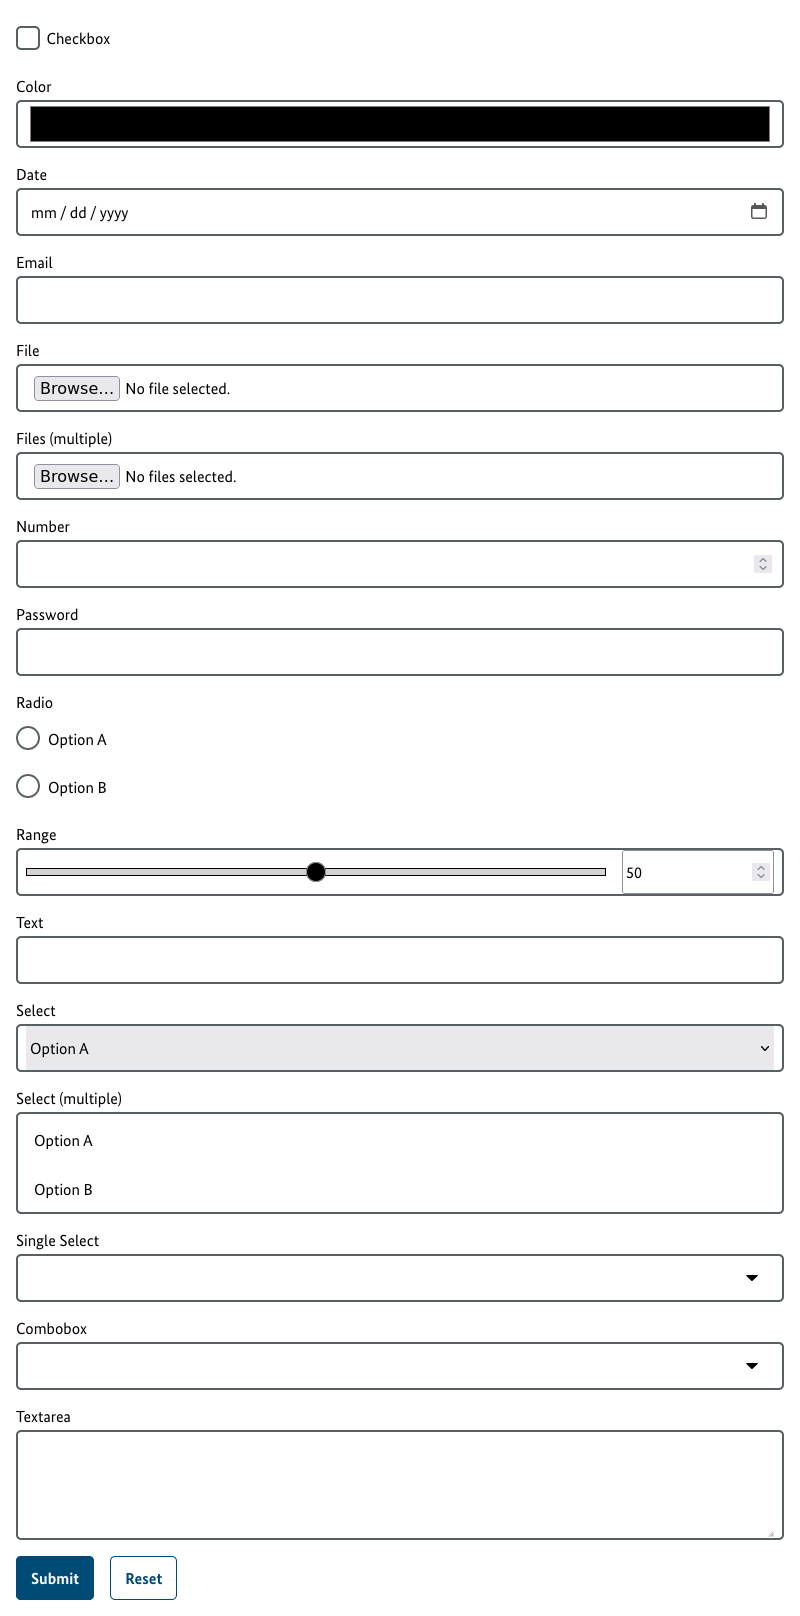 Checkbox
Color
Date
mm / dd / yyyy
Email
File
Browse... No file selected.
Files (multiple)
Browse... No files selected.
Number
Password
Radio
Option A
Option B
Range
50
Text
Select
Option A
Select (multiple)
Option A
Option B
Single Select
Combobox
Textarea
Submit Reset